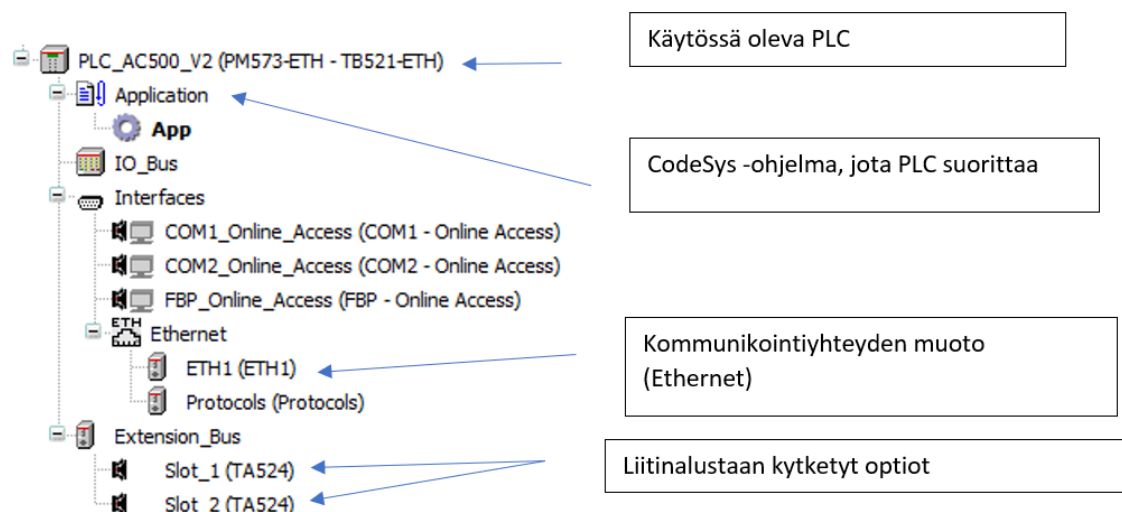 Käytössä oleva PLC
PLC_AC500_V2 (PM573-ETH - TB521-ETH)
Application
App
IO_Bus
CodeSys -ohjelma, jota PLC suorittaa
Interfaces
COM1_Online_Access (COM1 - Online Access)
COM2_Online_Access (COM2 - Online Access)
FBP_Online_Access (FBP - Online Access)
ETH
Ethernet
Kommunikointiyhteyden muoto
(Ethernet)
ETH1 (ETH1)
Protocols (Protocols)
Extension_Bus
Liitinalustaan kytketyt optiot
Slot_1 (TA524)
Slot_2 (TA524)